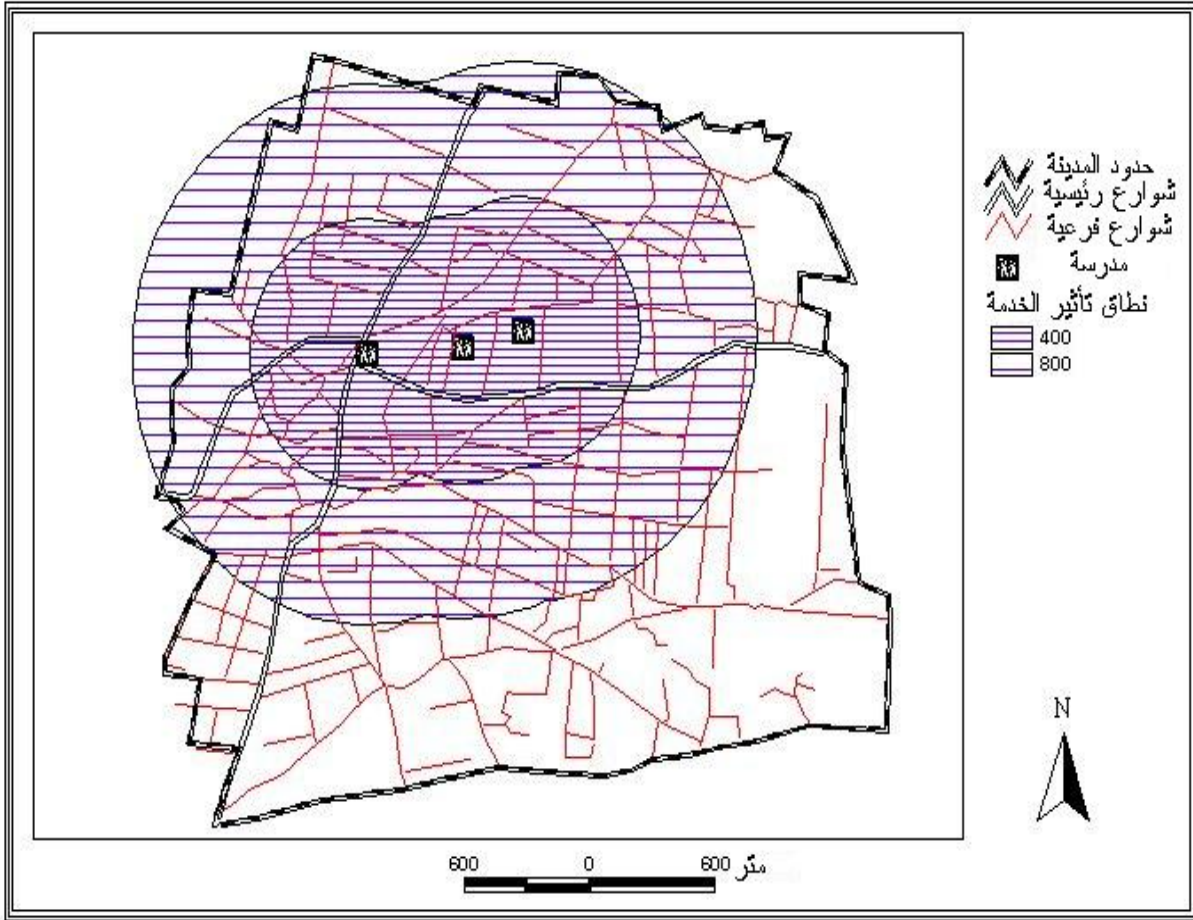 حدود المدينة
شوارع رئيسية
شوارع فرعية
مدرسة
نطاق تأثير الخدمة
400
800
N
600 0 600 متر